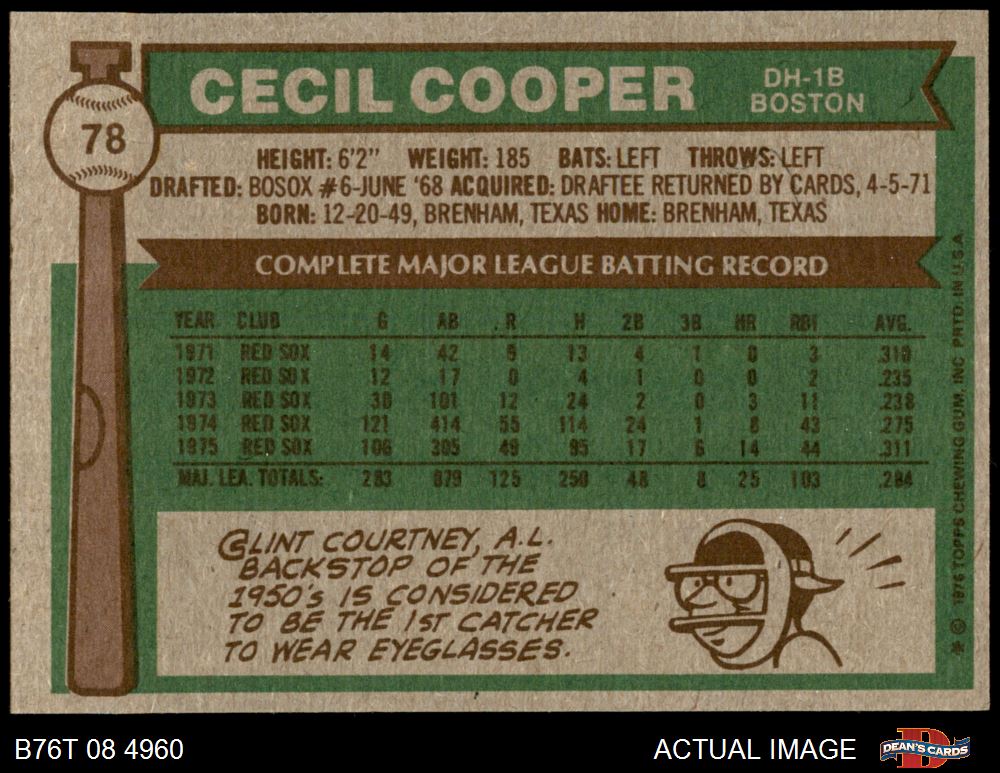 CECIL COOPER
DH-1B
BOSTON
78
HEIGHT: 6'2" WEIGHT: 185 BATS: LEFT THROWS: LEFT
DRAFTED: BOSOX #6-JUNE '68 ACQUIRED: DRAFTEE RETURNED BY CARDS, 4-5-71
BORN: 12-20-49, BRENHAM, TEXAS HOME: BRENHAM, TEXAS
COMPLETE MAJOR LEAGUE BATTING RECORD
YEAR CLUB G AB R H 2B 3B HR RBI AVG.
1971 RED SOX 14 42 9 13 4 1 0 3 .310
1972 RED SOX 12 17 0 4 1 0 0 2 .235
1973 RED SOX 30 101 12 24 2 0 3 11 .238
1974 RED SOX 121 414 55 114 24 1 8 43 .275
1975 RED SOX 106 305 49 95 17 6 14 44 .311
MAJ. LEA. TOTALS: 283 879 125 250 48 8 25 103 .284
CLINT COURTNEY, A.L.
BACKSTOP OF THE
1950's IS CONSIDERED
TO BE THE 1ST CATCHER
TO WEAR EYEGLASSES.
* © 1976 TOPPS CHEWING GUM, INC. PRTD. IN U.S.A.
B76T 08 4960
ACTUAL IMAGE
DEAN'S CARDS